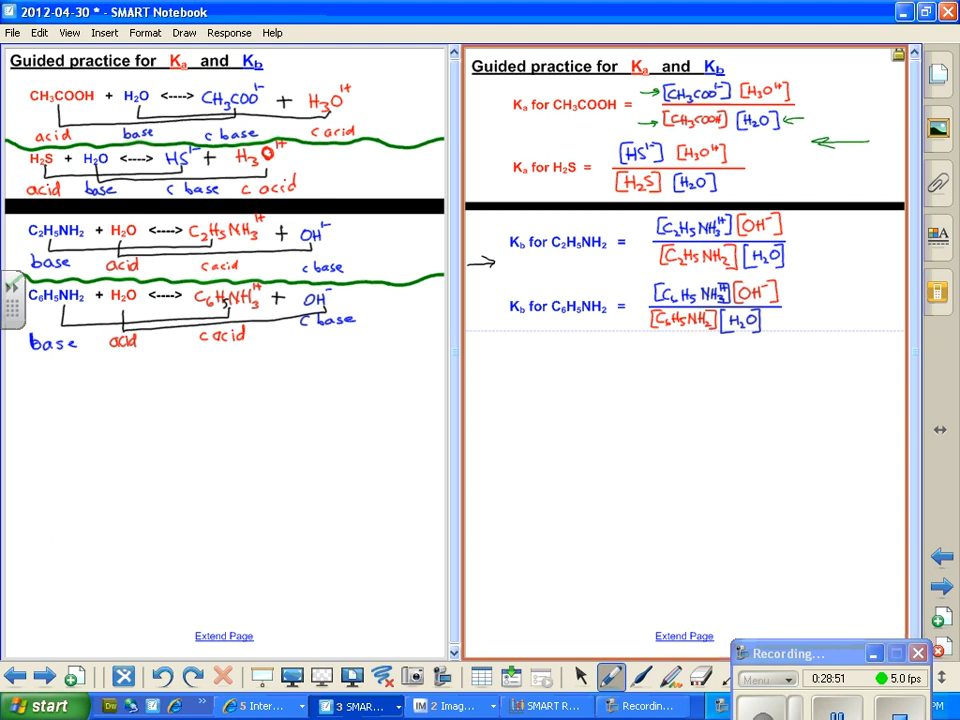 2012-04-30 * - SMART Notebook
File Edit View Insert Format Draw Response Help
Guided practice for Ka and Kb
CH3COOH + H2O <----> CH3COO1- + H3O1+
acid base c base c acid
H2S + H2O <----> HS1- + H3O1+
acid base c base c acid
C2H5NH2 + H2O <----> C2H5NH31+ + OH1-
base acid c acid c base
C6H5NH2 + H2O <----> C6H5NH31+ + OH1-
base acid c acid c base
Extend Page
Guided practice for Ka and Kb
[CH3COO1-] [H3O1+]
Ka for CH3COOH =
[CH3COOH] [H2O]
[HS1-] [H3O1+]
Ka for H2S =
[H2S] [H2O]
[C2H5NH31+] [OH-]
Kb for C2H5NH2 =
[C2H5NH2] [H2O]
[C6H5NH31+] [OH-]
Kb for C6H5NH2 =
[C6H5NH2] [H2O]
Extend Page
Recording...
Menu 0:28:51 5.0 fps
start 5 Inter... 3 SMAR... IM 2 Imag... SMART R... Recordin...